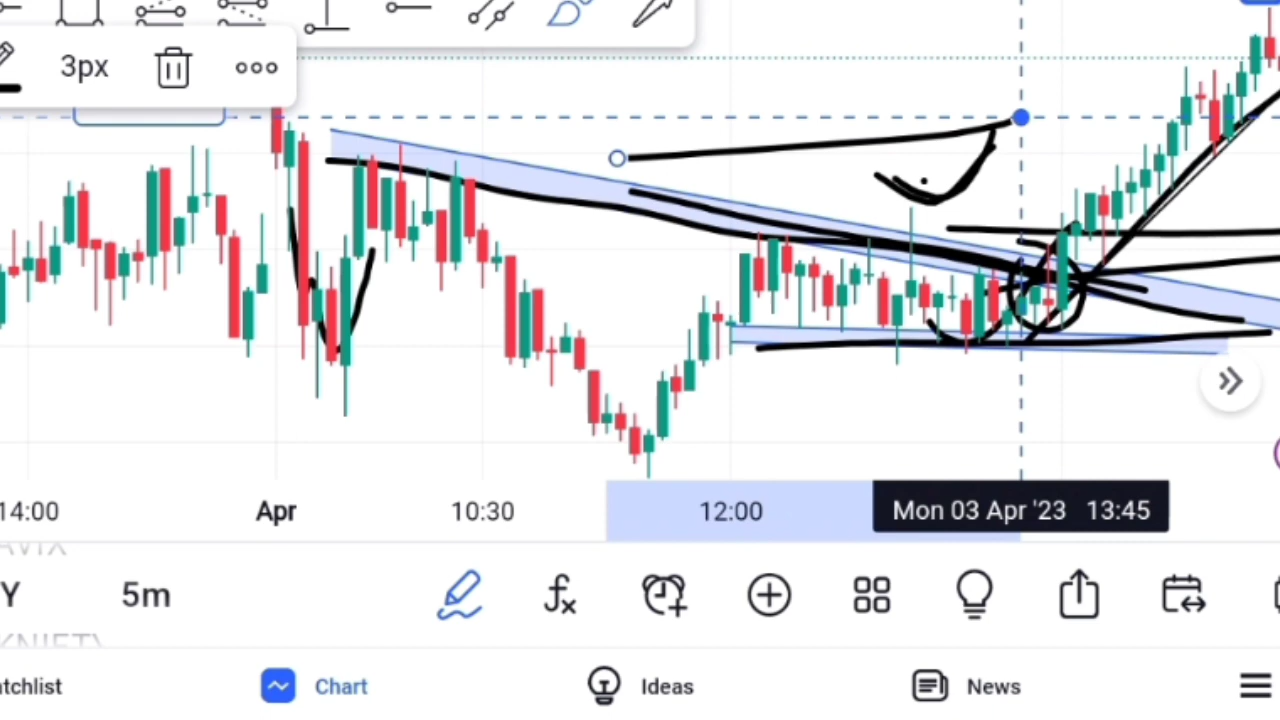 3px
14:00 Apr 10:30 12:00 Mon 03 Apr '23 13:45
Y 5m
tchlist Chart Ideas News